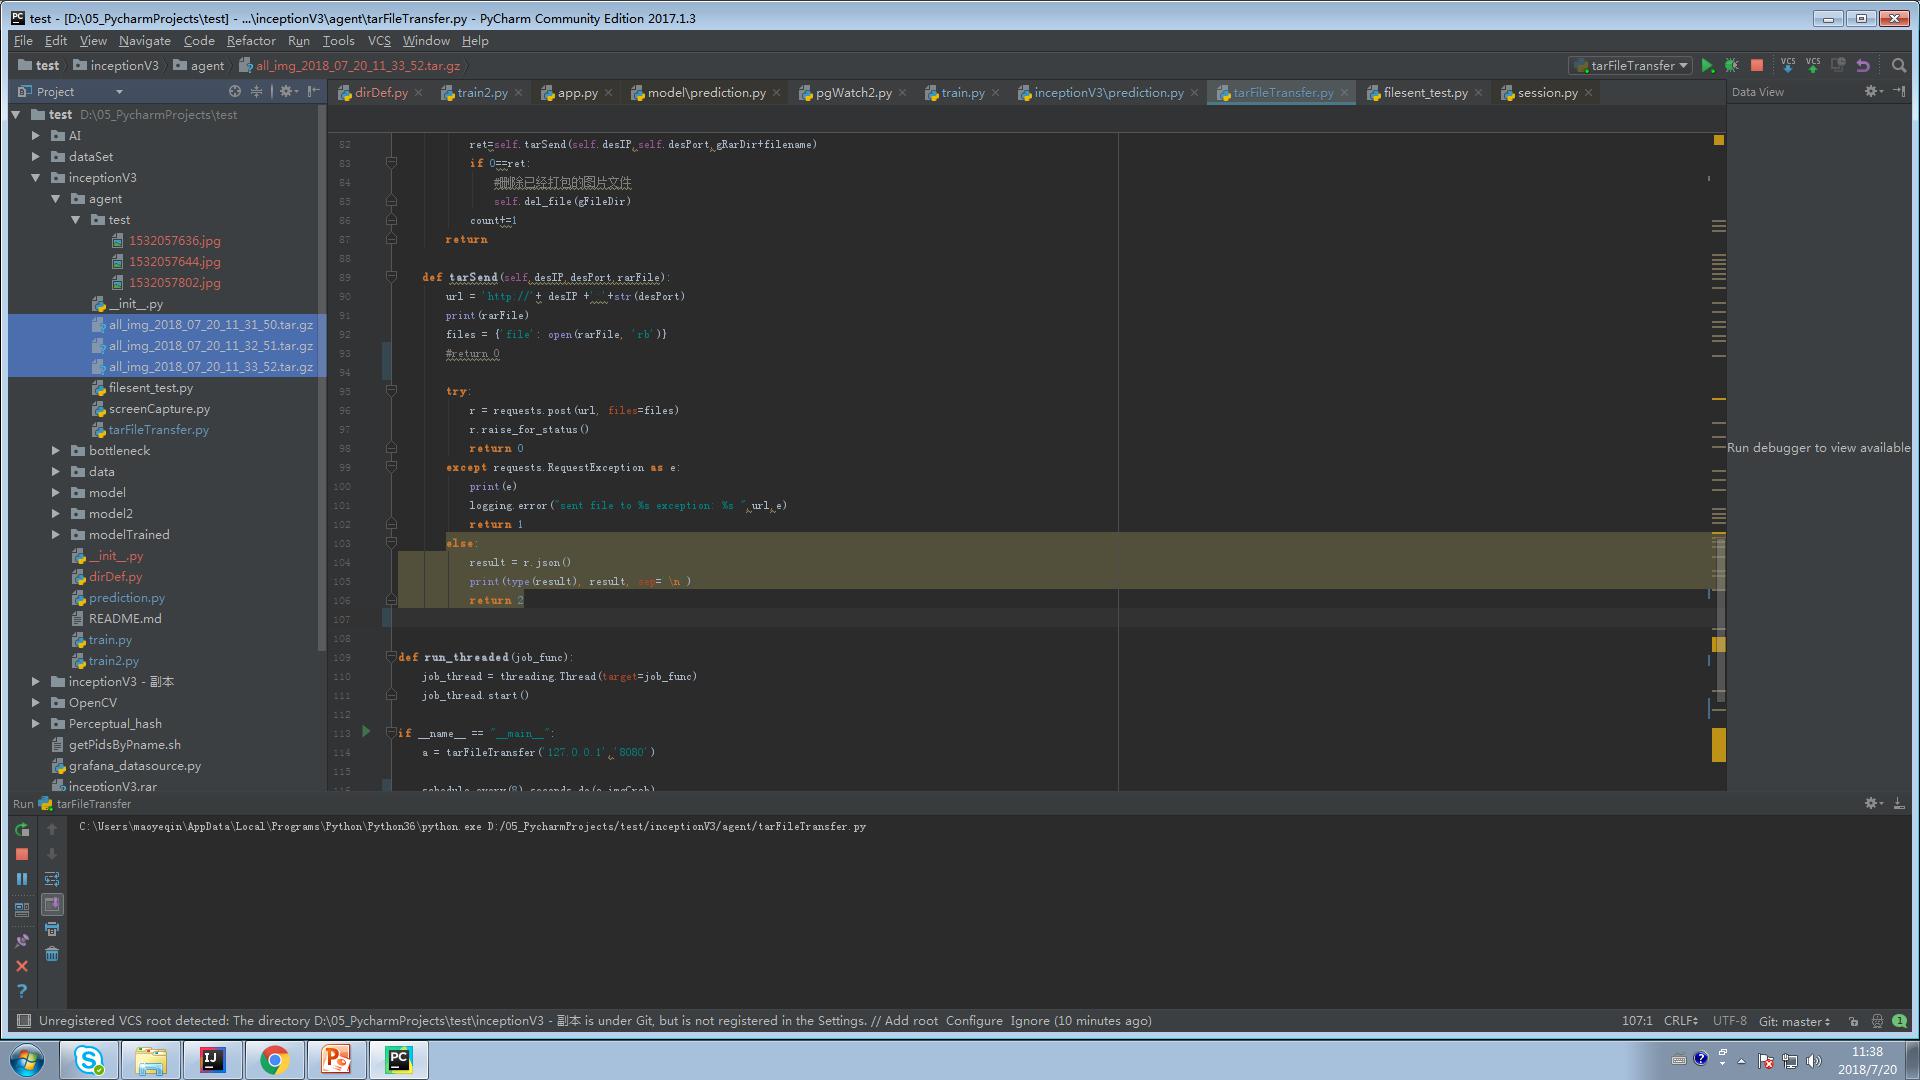 test - [D:\05_PycharmProjects\test] - ...\inceptionV3\agent\tarFileTransfer.py - PyCharm Community Edition 2017.1.3
File Edit View Navigate Code Refactor Run Tools VCS Window Help
test inceptionV3 agent all_img_2018_07_20_11_33_52.tar.gz tarFileTransfer VCS VCS
Project dirDef.py train2.py app.py model\prediction.py pgWatch2.py train.py inceptionV3\prediction.py tarFileTransfer.py filesent_test.py session.py Data View
test D:\05_PycharmProjects\test
AI
dataSet
inceptionV3
agent
test
1532057636.jpg
1532057644.jpg
1532057802.jpg
__init__.py
all_img_2018_07_20_11_31_50.tar.gz
all_img_2018_07_20_11_32_51.tar.gz
all_img_2018_07_20_11_33_52.tar.gz
filesent_test.py
screenCapture.py
tarFileTransfer.py
bottleneck
data
model
model2
modelTrained
__init__.py
dirDef.py
prediction.py
README.md
train.py
train2.py
inceptionV3 - 副本
OpenCV
Perceptual_hash
getPidsByPname.sh
grafana_datasource.py
inceptionV3.rar
82 ret=self.tarSend(self.desIP,self.desPort,gRarDir+filename)
83 if 0==ret:
84 #删除已经打包的图片文件
85 self.del_file(gFileDir)
86 count+=1
87 return
88
89 def tarSend(self,desIP,desPort,rarFile):
90 url = 'http://'+ desIP +':'+str(desPort)
91 print(rarFile)
92 files = {'file': open(rarFile, 'rb')}
93 #return 0
94
95 try:
96 r = requests.post(url, files=files)
97 r.raise_for_status()
98 return 0
99 except requests.RequestException as e:
100 print(e)
101 logging.error("sent file to %s exception: %s ",url,e)
102 return 1
103 else:
104 result = r.json()
105 print(type(result), result, sep='\n')
106 return 2
107
108
109 def run_threaded(job_func):
110 job_thread = threading.Thread(target=job_func)
111 job_thread.start()
112
113 if __name__ == "__main__":
114 a = tarFileTransfer('127.0.0.1','8080')
115
116 schedule.every(8).seconds.do(a.imgGrab)
Run debugger to view available
Run tarFileTransfer
C:\Users\maoyeqin\AppData\Local\Programs\Python\Python36\python.exe D:/05_PycharmProjects/test/inceptionV3/agent/tarFileTransfer.py
Unregistered VCS root detected: The directory D:\05_PycharmProjects\test\inceptionV3 - 副本 is under Git, but is not registered in the Settings. // Add root Configure Ignore (10 minutes ago) 107:1 CRLF UTF-8 Git: master 1
11:38
2018/7/20